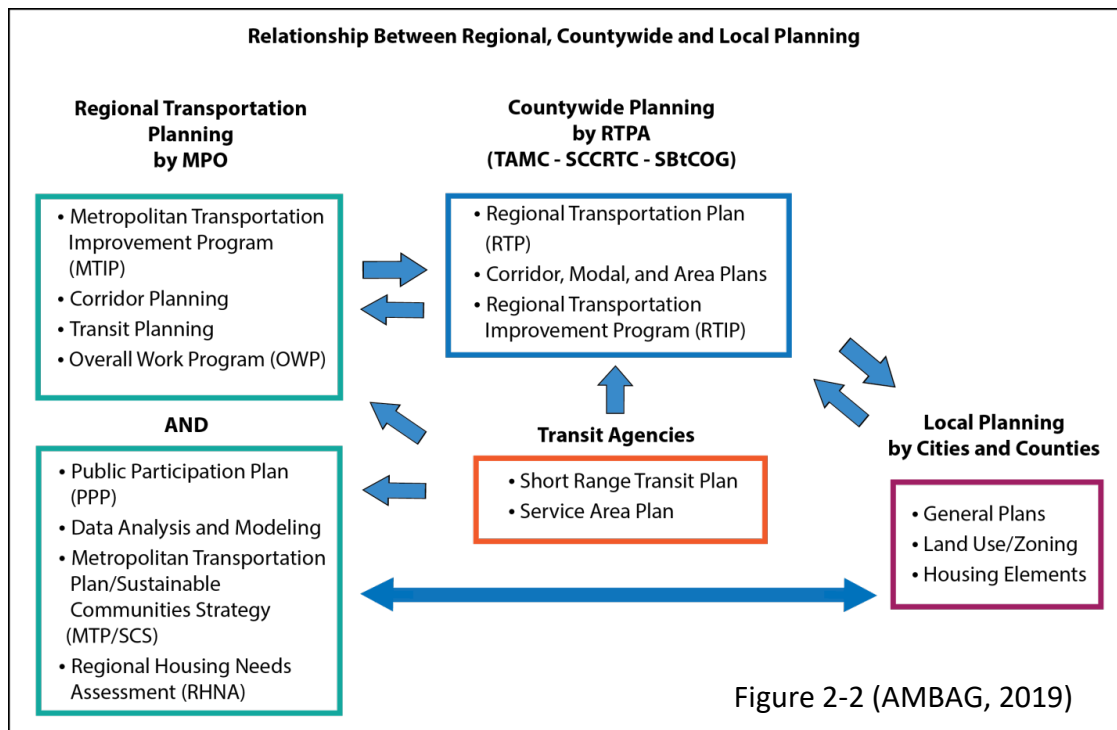 Relationship Between Regional, Countywide and Local Planning
Regional Transportation
Planning
by MPO
• Metropolitan Transportation
Improvement Program
(MTIP)
• Corridor Planning
• Transit Planning
• Overall Work Program (OWP)
AND
• Public Participation Plan
(PPP)
• Data Analysis and Modeling
• Metropolitan Transportation
Plan/Sustainable
Communities Strategy
(MTP/SCS)
• Regional Housing Needs
Assessment (RHNA)
Countywide Planning
by RTPA
(TAMC - SCCRTC - SBtCOG)
• Regional Transportation Plan
(RTP)
• Corridor, Modal, and Area Plans
• Regional Transportation
Improvement Program (RTIP)
Transit Agencies
• Short Range Transit Plan
• Service Area Plan
Local Planning
by Cities and Counties
• General Plans
• Land Use/Zoning
• Housing Elements
Figure 2-2 (AMBAG, 2019)